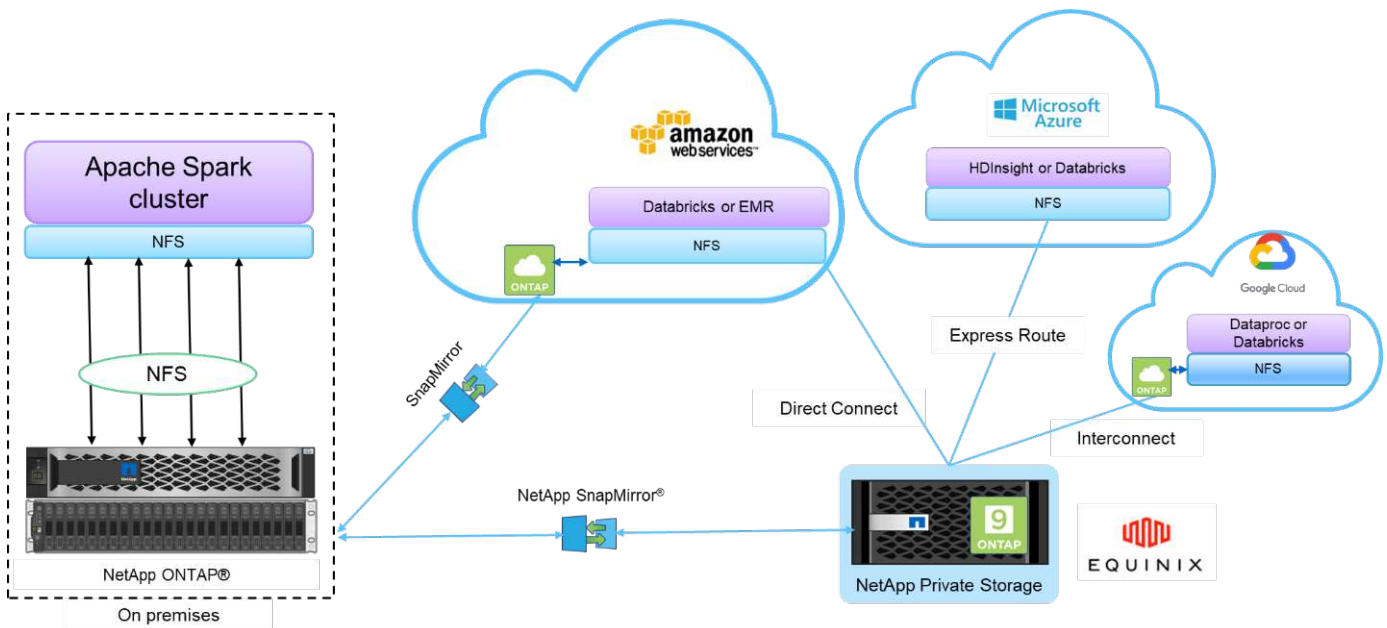 Apache Spark
cluster
NFS
NFS
NetApp
NetApp ONTAP®
On premises
amazon
webservices™
Databricks or EMR
NFS
ONTAP
SnapMirror
NetApp SnapMirror®
Microsoft
Azure
HDInsight or Databricks
NFS
Express Route
Direct Connect
Google Cloud
Dataproc or
Databricks
NFS
ONTAP
Interconnect
9
ONTAP
NetApp Private Storage
EQUINIX